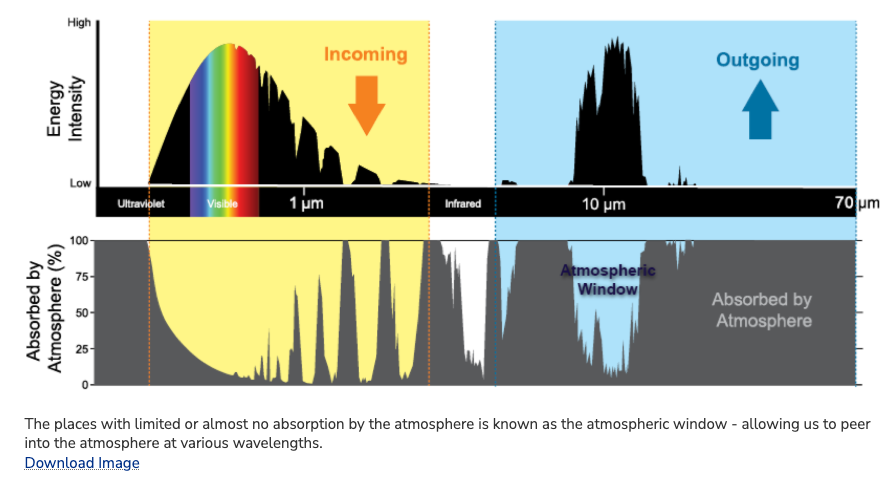 High
Energy
Intensity
Low
Incoming
Outgoing
Ultraviolet
Visible
1 μm
Infrared
10 μm
70 μm
Absorbed by
Atmosphere (%)
100
75
50
25
0
Atmospheric
Window
Absorbed by
Atmosphere
The places with limited or almost no absorption by the atmosphere is known as the atmospheric window - allowing us to peer
into the atmosphere at various wavelengths.
Download Image